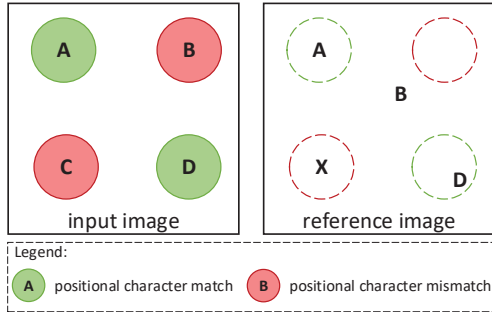 A B
C D
input image
A
B
X
D
reference image
Legend:
A positional character match
B positional character mismatch